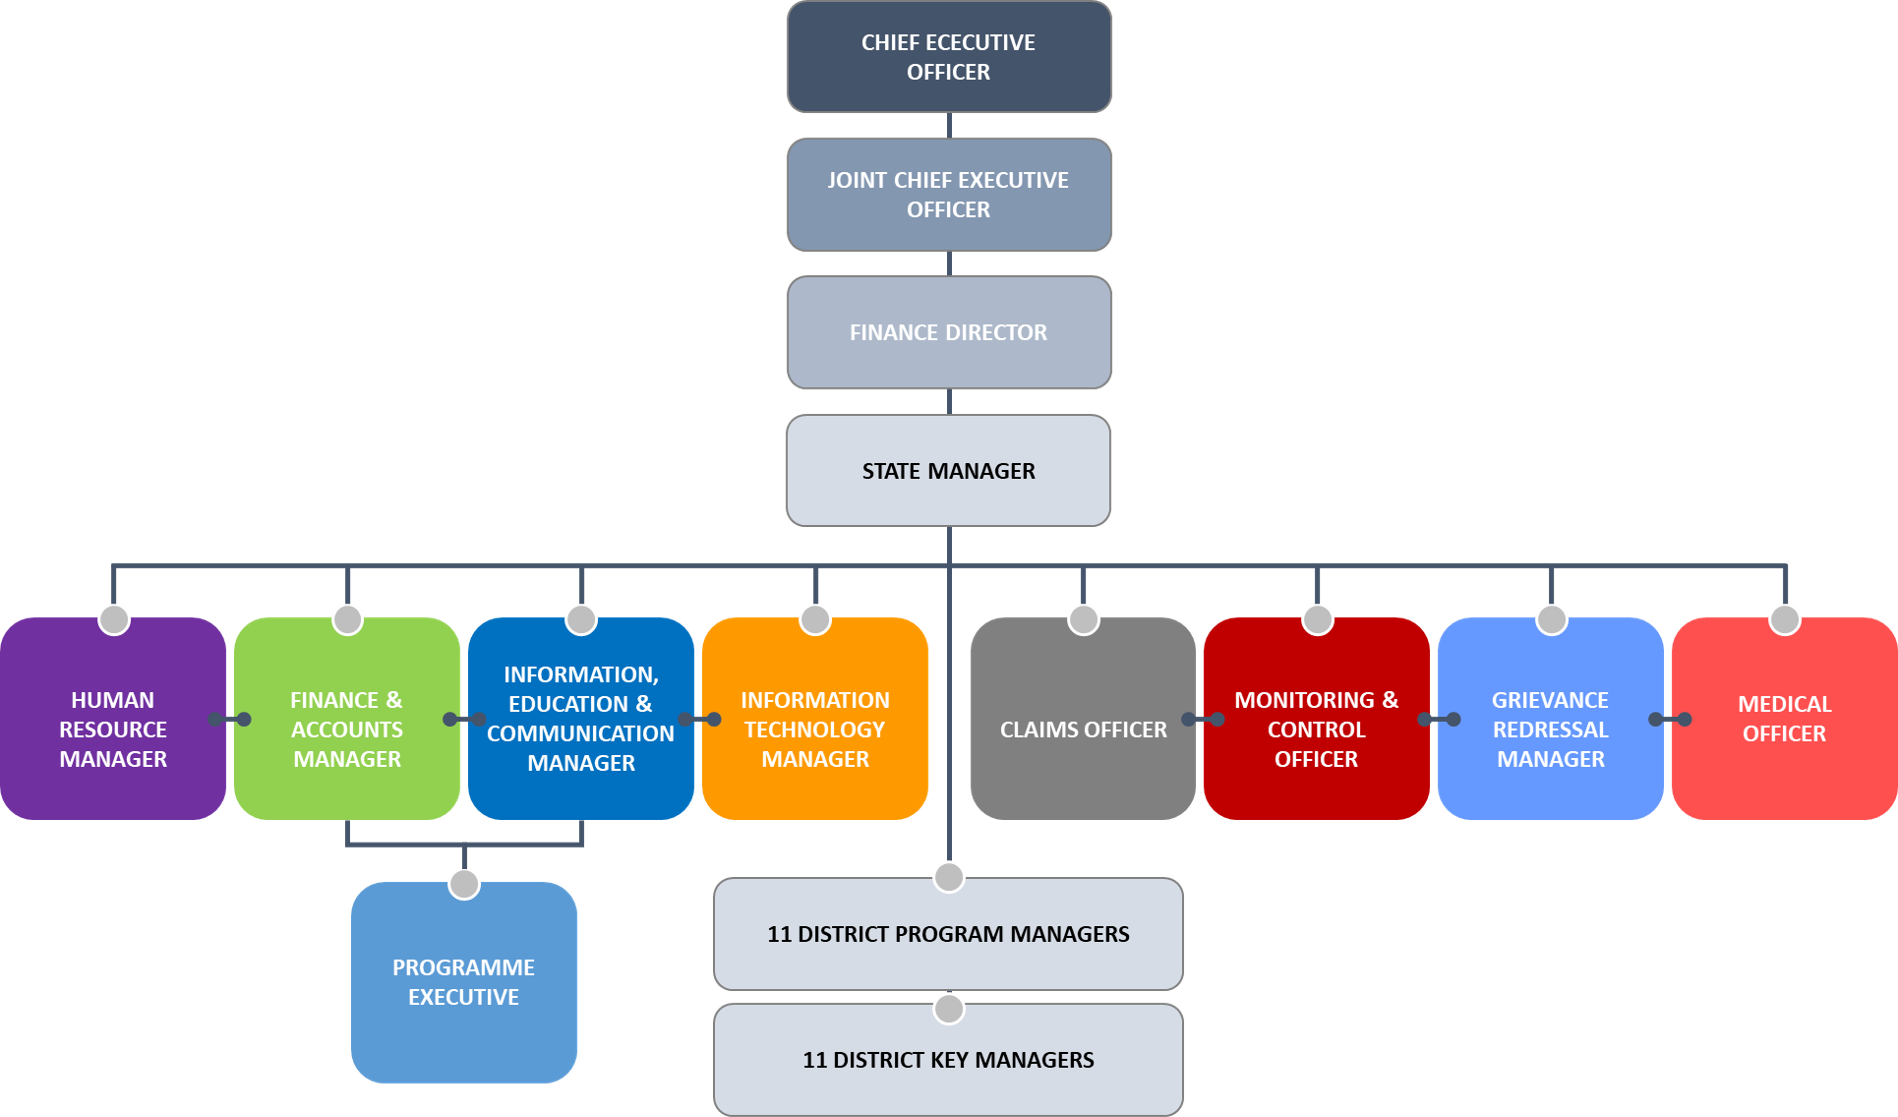 CHIEF ECECUTIVE
OFFICER
JOINT CHIEF EXECUTIVE
OFFICER
FINANCE DIRECTOR
STATE MANAGER
HUMAN
RESOURCE
MANAGER
FINANCE &
ACCOUNTS
MANAGER
INFORMATION,
EDUCATION &
COMMUNICATION
MANAGER
INFORMATION
TECHNOLOGY
MANAGER
CLAIMS OFFICER
MONITORING &
CONTROL
OFFICER
GRIEVANCE
REDRESSAL
MANAGER
MEDICAL
OFFICER
PROGRAMME
EXECUTIVE
11 DISTRICT PROGRAM MANAGERS
11 DISTRICT KEY MANAGERS